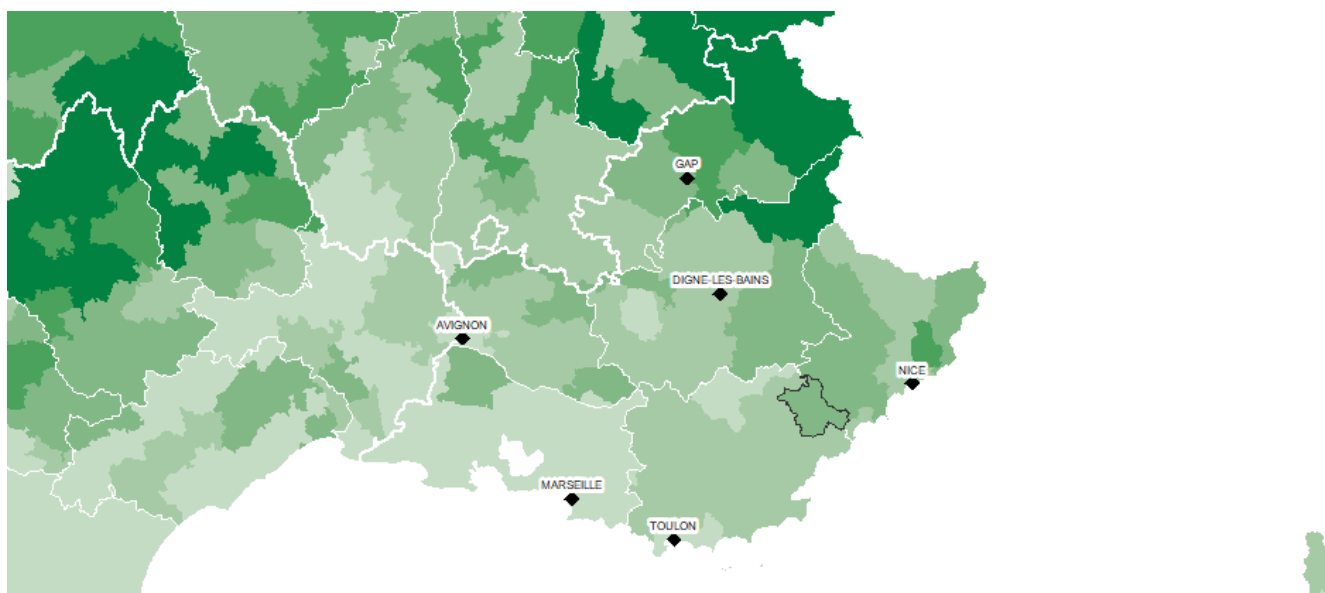 GAP
DIGNE-LES-BAINS
AVIGNON
NICE
MARSEILLE
TOULON